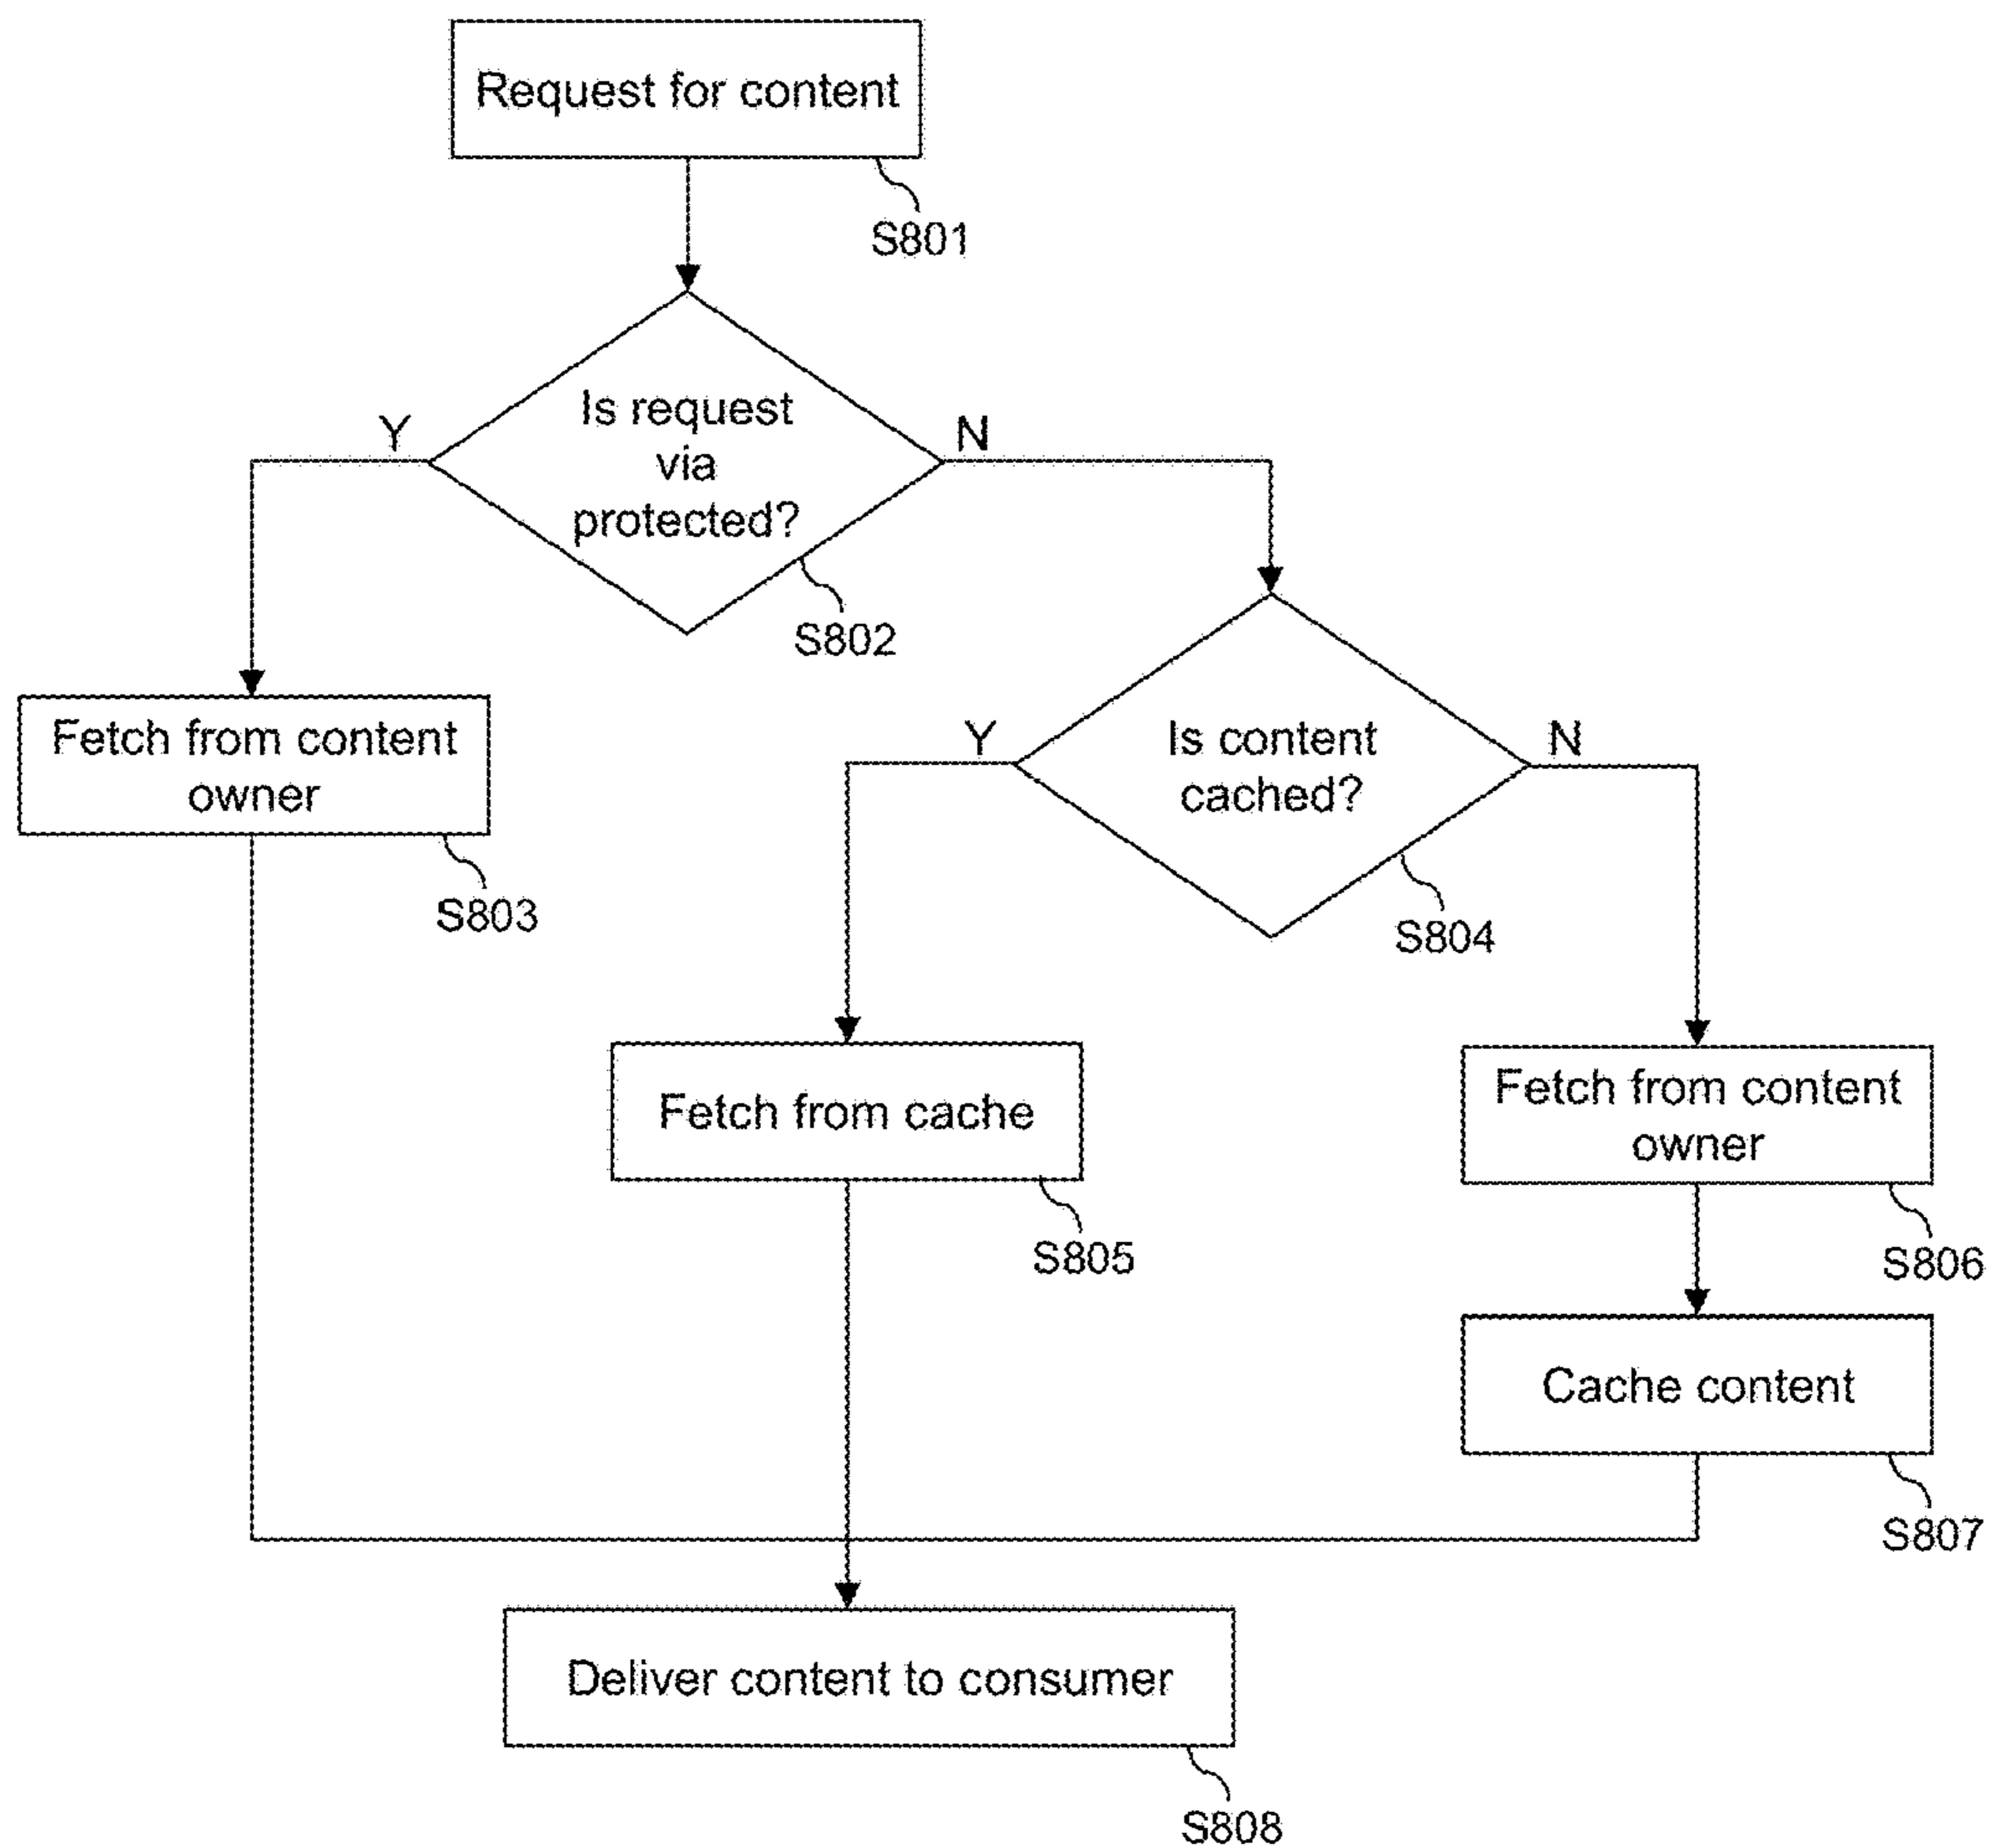 Request for content
S801
Is request
via
protected?
Y
N
S802
Fetch from content
owner
S803
Is content
cached?
Y
N
S804
Fetch from cache
S805
Fetch from content
owner
S806
Cache content
S807
Deliver content to consumer
S808